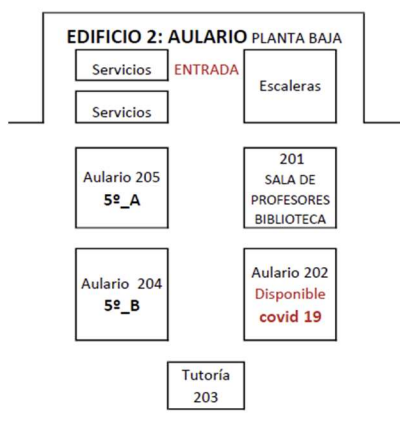 EDIFICIO 2: AULARIO PLANTA BAJA
Servicios
ENTRADA
Escaleras
Servicios
Aulario 205
5º_A
201
SALA DE
PROFESORES
BIBLIOTECA
Aulario 204
5º_B
Aulario 202
Disponible
covid 19
Tutoría
203